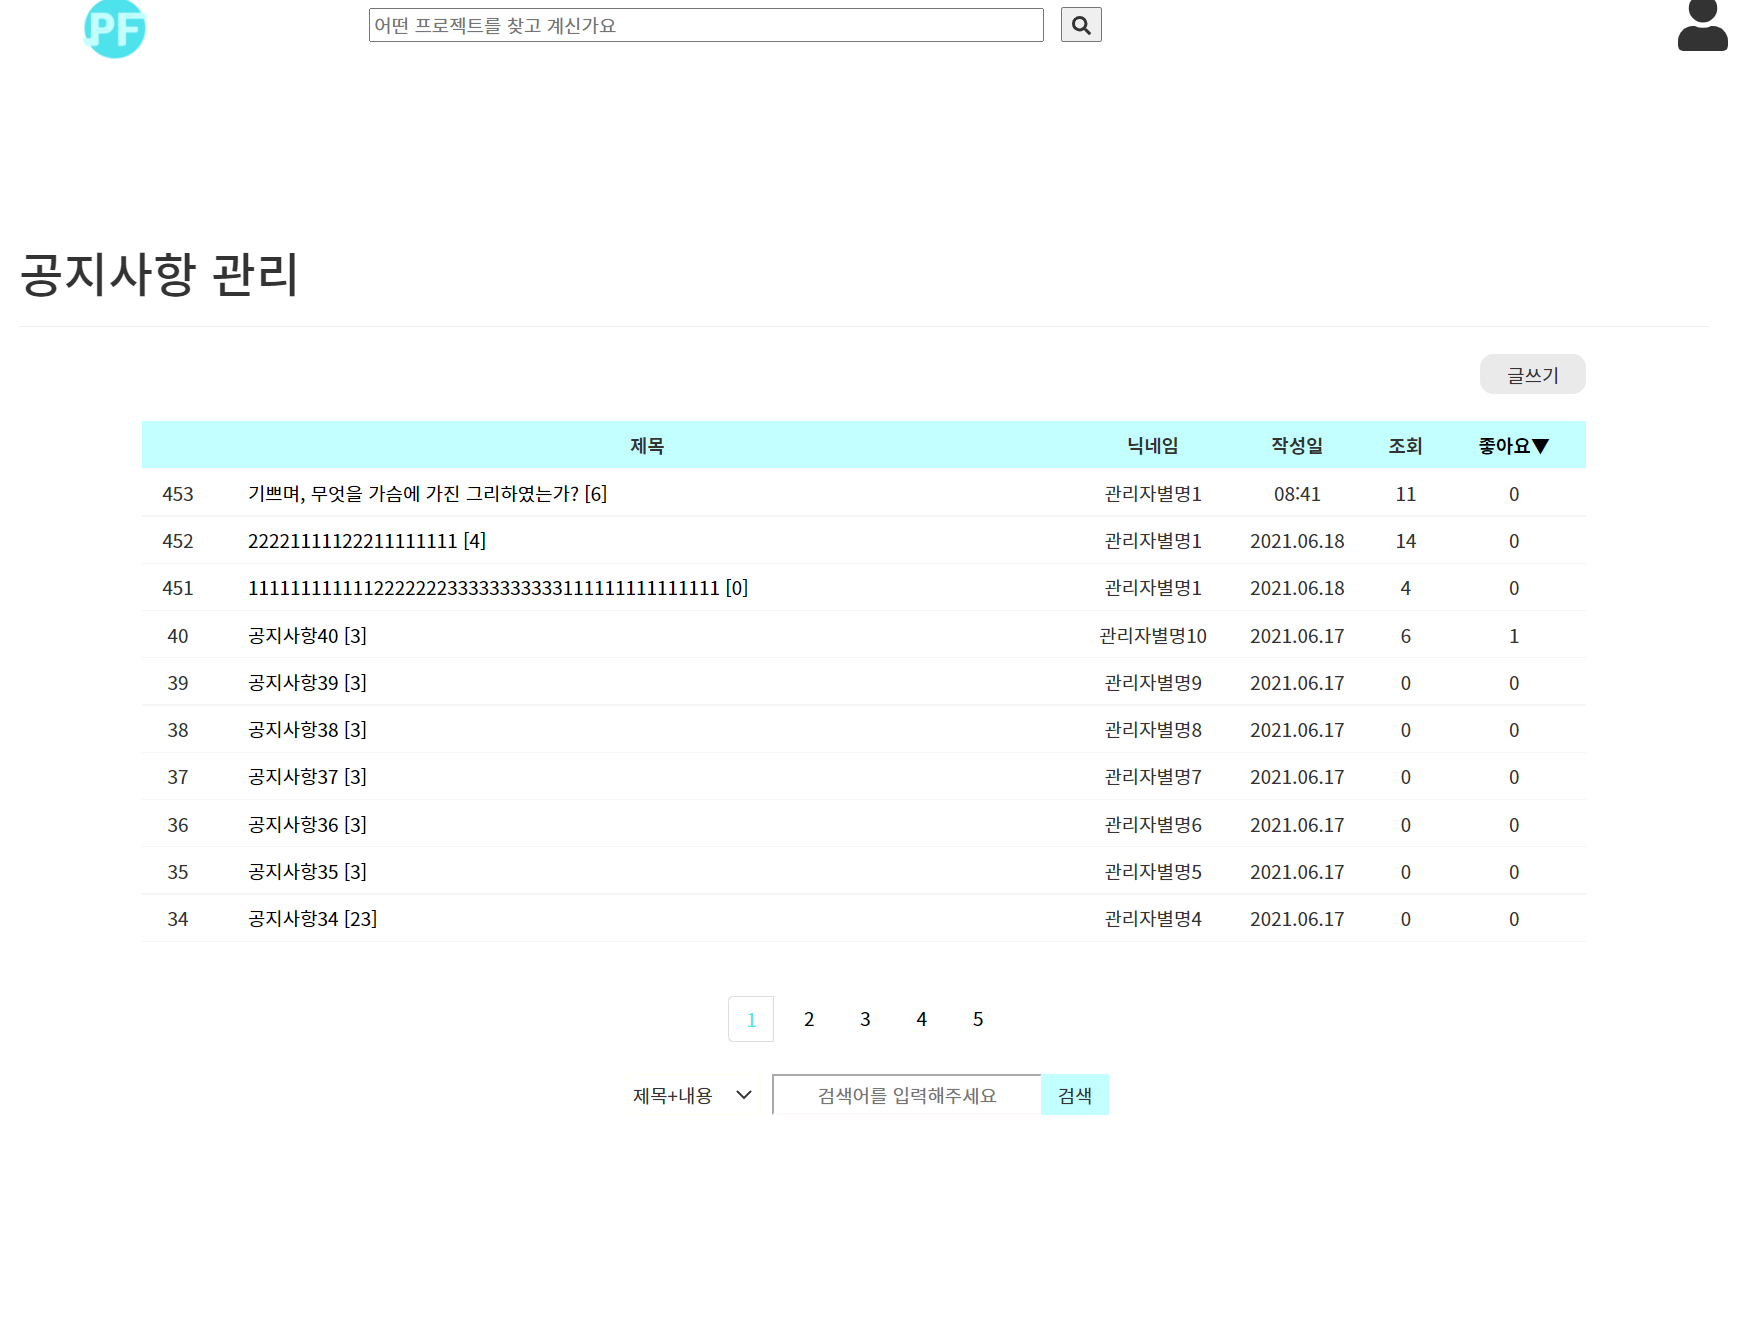 PF
어떤 프로젝트를 찾고 계신가요
공지사항 관리
글쓰기
제목 닉네임 작성일 조회 좋아요▼
453 기쁘며, 무엇을 가슴에 가진 그리하였는가? [6] 관리자별명1 08:41 11 0
452 22221111122211111111 [4] 관리자별명1 2021.06.18 14 0
451 111111111111222222233333333333111111111111111 [0] 관리자별명1 2021.06.18 4 0
40 공지사항40 [3] 관리자별명10 2021.06.17 6 1
39 공지사항39 [3] 관리자별명9 2021.06.17 0 0
38 공지사항38 [3] 관리자별명8 2021.06.17 0 0
37 공지사항37 [3] 관리자별명7 2021.06.17 0 0
36 공지사항36 [3] 관리자별명6 2021.06.17 0 0
35 공지사항35 [3] 관리자별명5 2021.06.17 0 0
34 공지사항34 [23] 관리자별명4 2021.06.17 0 0
1 2 3 4 5
제목+내용 검색어를 입력해주세요 검색